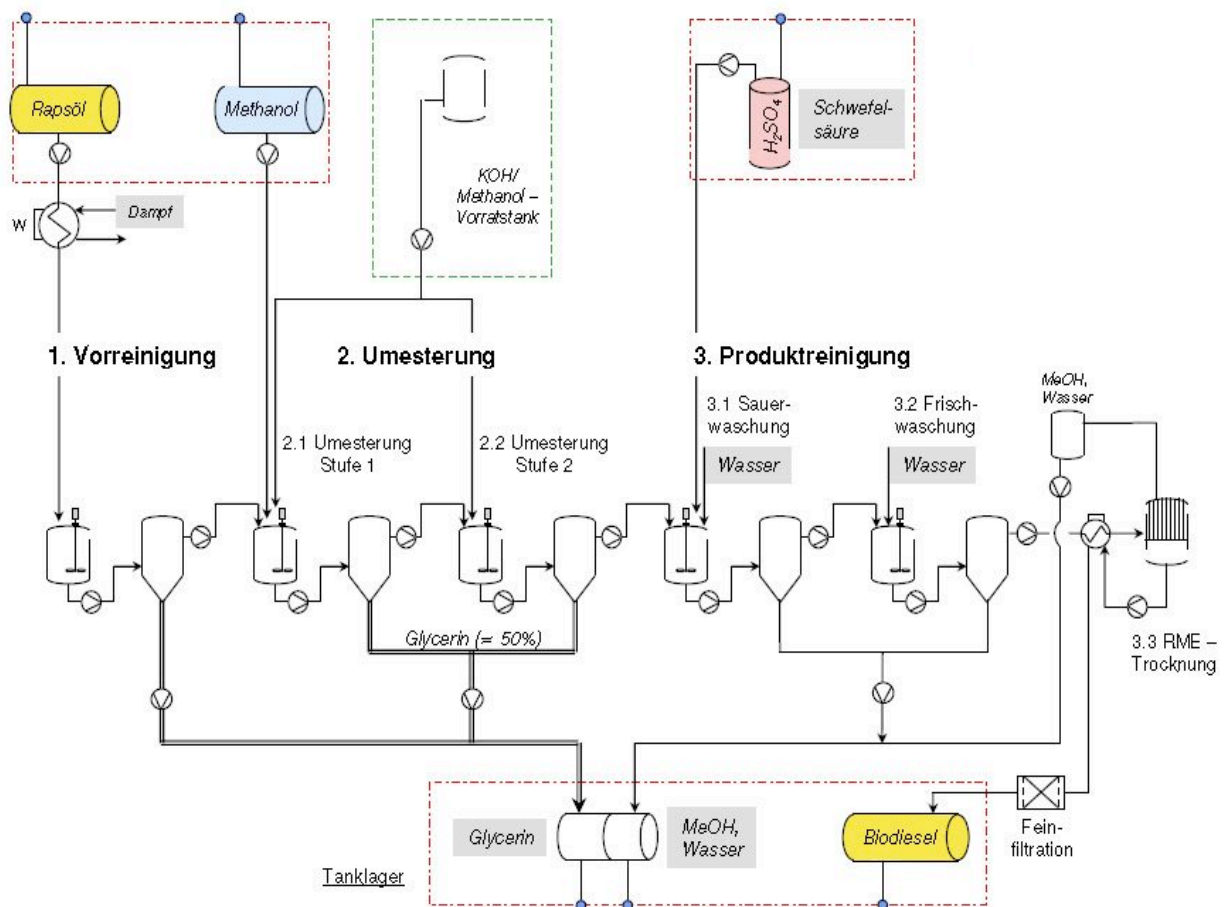 Rapsöl
Methanol
H₂SO₄
Schwefel-
säure
KOH/
Methanol –
Vorratstank
W
Dampf
1. Vorreinigung
2. Umesterung
3. Produktreinigung
2.1 Umesterung
Stufe 1
2.2 Umesterung
Stufe 2
3.1 Sauer-
waschung
Wasser
3.2 Frisch-
waschung
Wasser
MeOH,
Wasser
Glycerin (= 50%)
3.3 RME –
Trocknung
Glycerin
MeOH,
Wasser
Biodiesel
Fein-
filtration
Tanklager